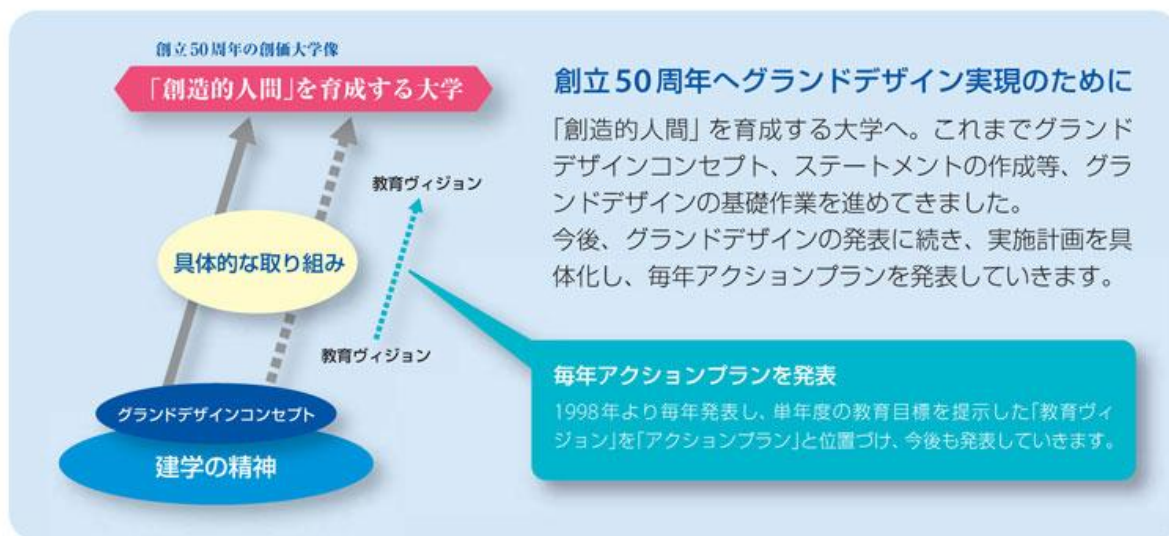 創立50周年の創価大学像
「創造的人間」を育成する大学
教育ヴィジョン
具体的な取り組み
教育ヴィジョン
グランドデザインコンセプト
建学の精神
創立50周年へグランドデザイン実現のために
「創造的人間」を育成する大学へ。これまでグランド
デザインコンセプト、ステートメントの作成等、グラ
ンドデザインの基礎作業を進めてきました。
今後、グランドデザインの発表に続き、実施計画を具
体化し、毎年アクションプランを発表していきます。
毎年アクションプランを発表
1998年より毎年発表し、単年度の教育目標を提示した「教育ヴィ
ジョン」を「アクションプラン」と位置づけ、今後も発表していきます。